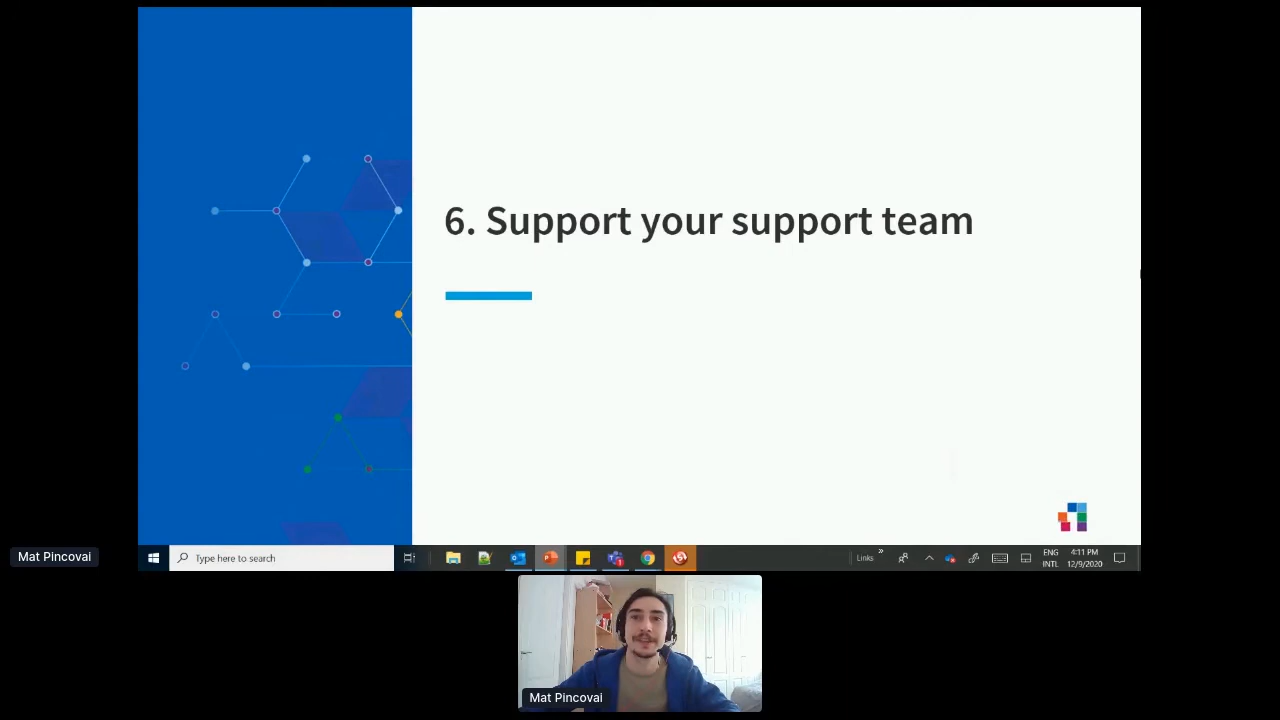 6. Support your support team
Mat Pincovai
Type here to search
Links
ENG
INTL
4:11 PM
12/9/2020
Mat Pincovai